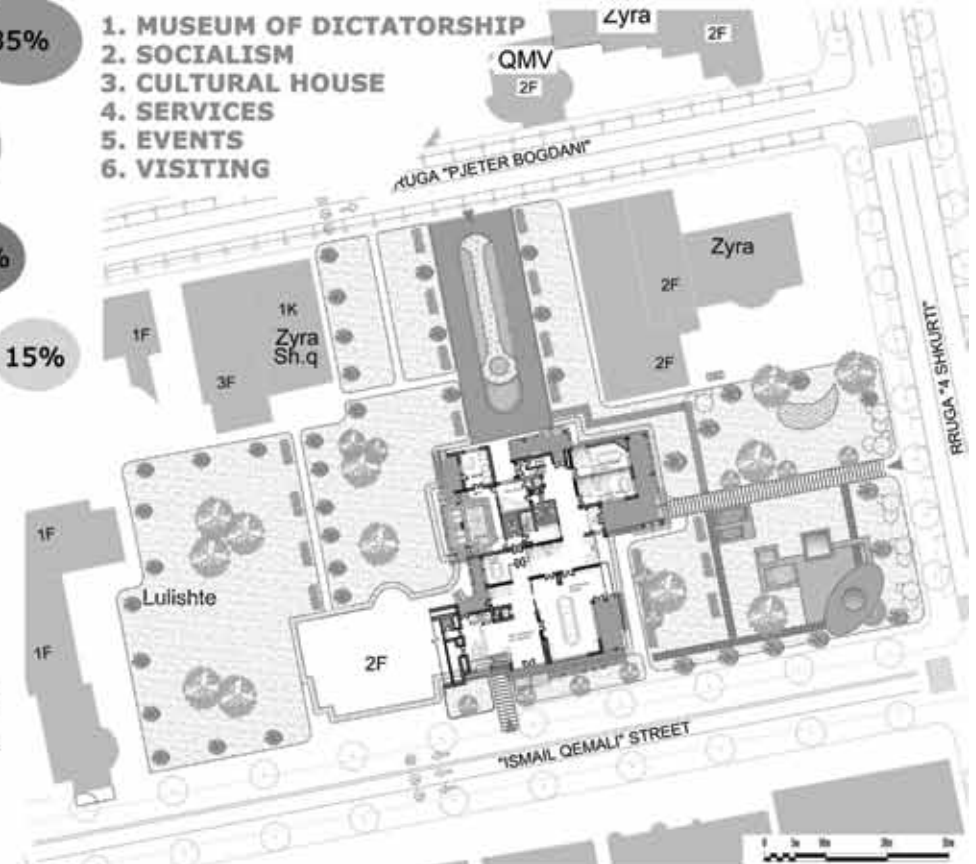 35%
1. MUSEUM OF DICTATORSHIP
2. SOCIALISM
3. CULTURAL HOUSE
4. SERVICES
5. EVENTS
6. VISITING
Zyra
2F
QMV
2F
RUGA "PJETER BOGDANI"
%
Zyra
2F
1K
1F
Zyra
Sh.q
15%
3F
2F
RRUGA "4 SHKURTI"
1F
Lulishte
1F
2F
"ISMAIL QEMALI" STREET